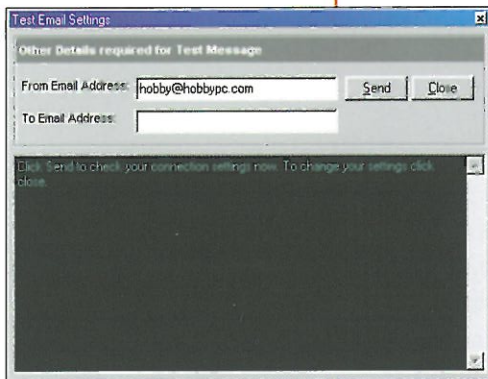 Test Email Settings
Other Details required for Test Message
From Email Address: hobby@hobbypc.com Send Close
To Email Address:
Click Send to check your connection settings now. To change your settings click
close.